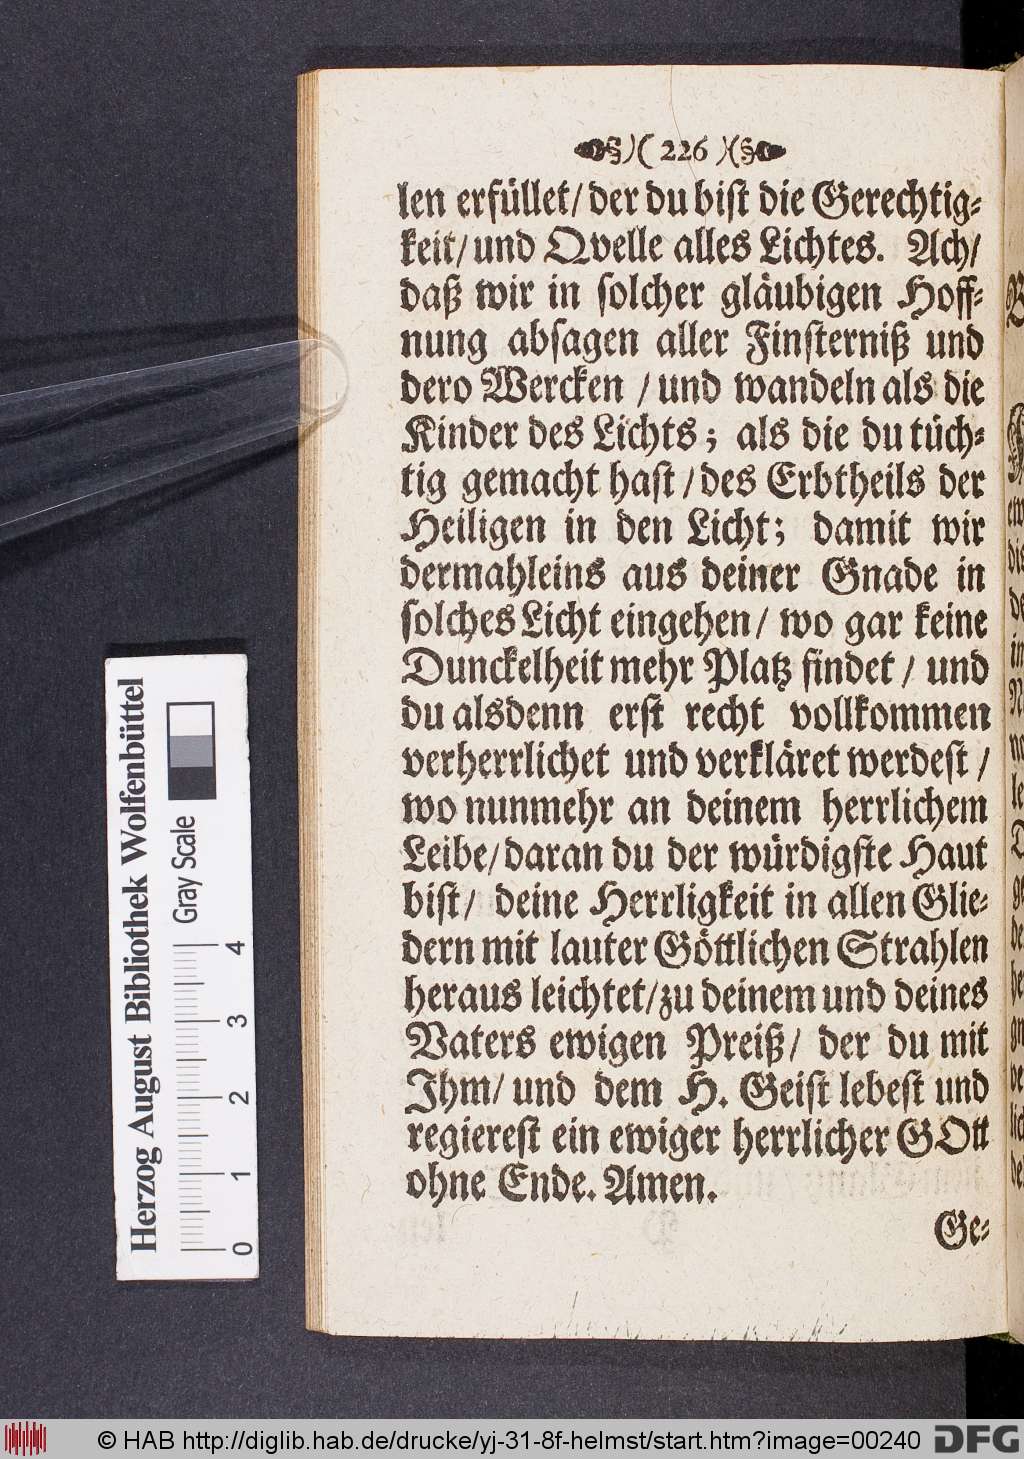 §)( 226 )(§
len erfüllet/ der du bist die Gerechtig⸗
keit/ und Qvelle alles Lichtes. Ach/
daß wir in solcher gläubigen Hoff⸗
nung absagen aller Finsterniß und
dero Wercken / und wandeln als die
Kinder des Lichts; als die du tüch⸗
tig gemacht hast / des Erbtheils der
Heiligen in den Licht; damit wir
dermahleins aus deiner Gnade in
solches Licht eingehen/ wo gar keine
Dunckelheit mehr Platz findet / und
du alsdenn erst recht vollkommen
verherrlichet und verkläret werdest /
wo nunmehr an deinem herrlichem
Leibe/ daran du der würdigste Haut
bist/ deine Herrligkeit in allen Glie⸗
dern mit lauter Göttlichen Strahlen
heraus leichtet/ zu deinem und deines
Vaters ewigen Preiß/ der du mit
Ihm/ und dem H. Geist lebest und
regierest ein ewiger herrlicher GOtt
ohne Ende. Amen.
Ge⸗
Herzog August Bibliothek Wolfenbüttel
Gray Scale
0 1 2 3 4
© HAB http://diglib.hab.de/drucke/yj-31-8f-helmst/start.htm?image=00240
DFG